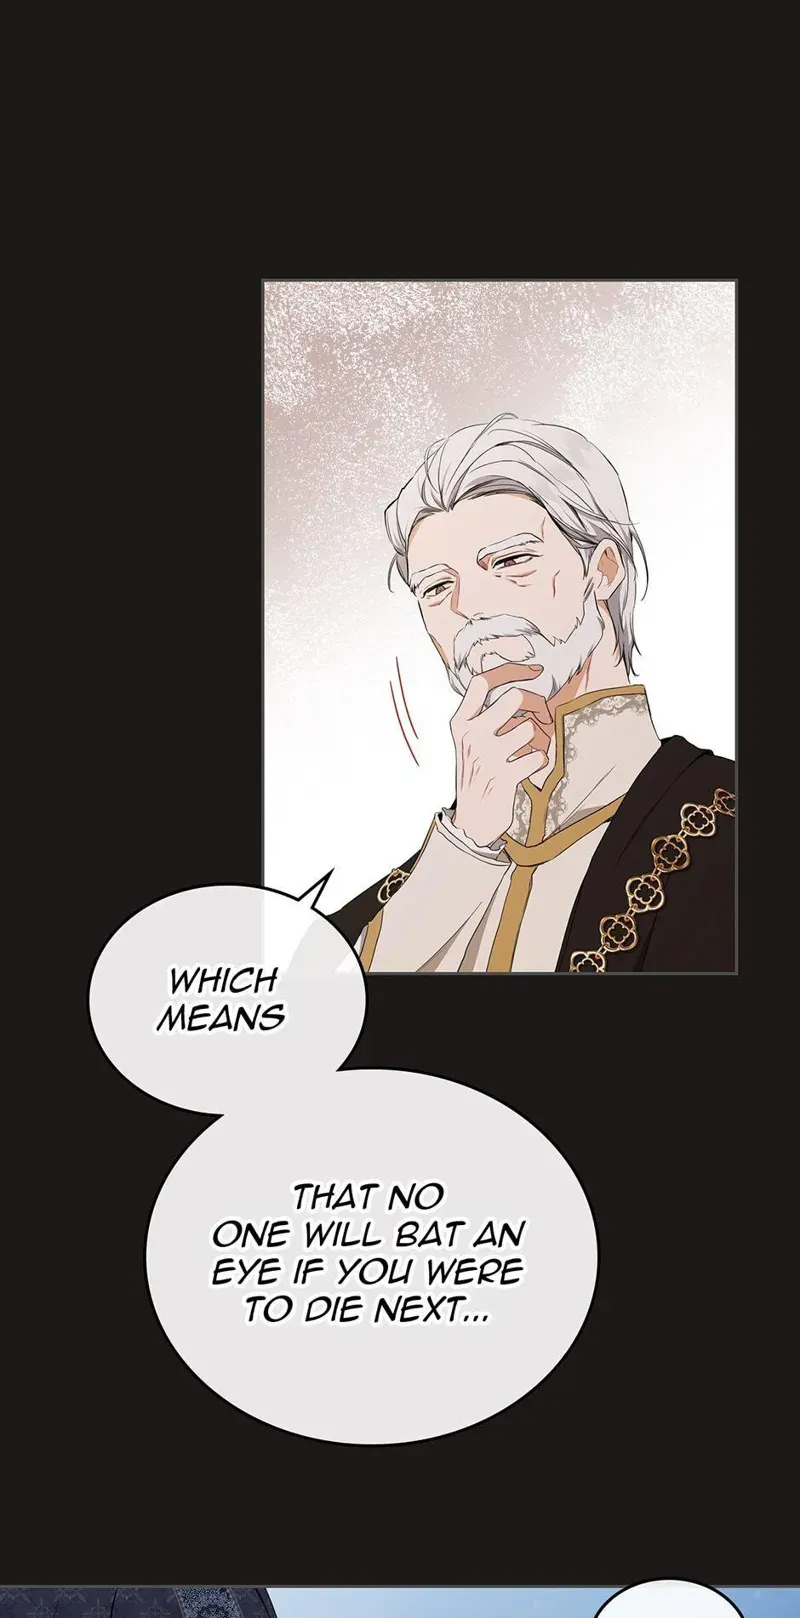 WHICH
MEANS
THAT NO
ONE WILL BAT AN
EYE IF YOU WERE
TO DIE NEXT...